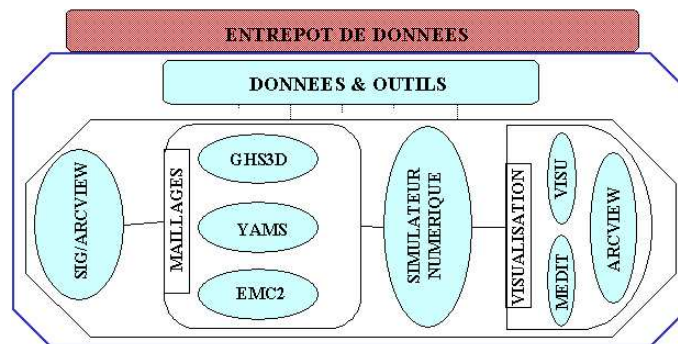 ENTREPOT DE DONNEES
DONNEES & OUTILS
SIG/ARCVIEW
MAILLAGES
GHS3D
YAMS
EMC2
SIMULATEUR
NUMERIQUE
VISUALISATION
VISU
MEDIT
ARCVIEW